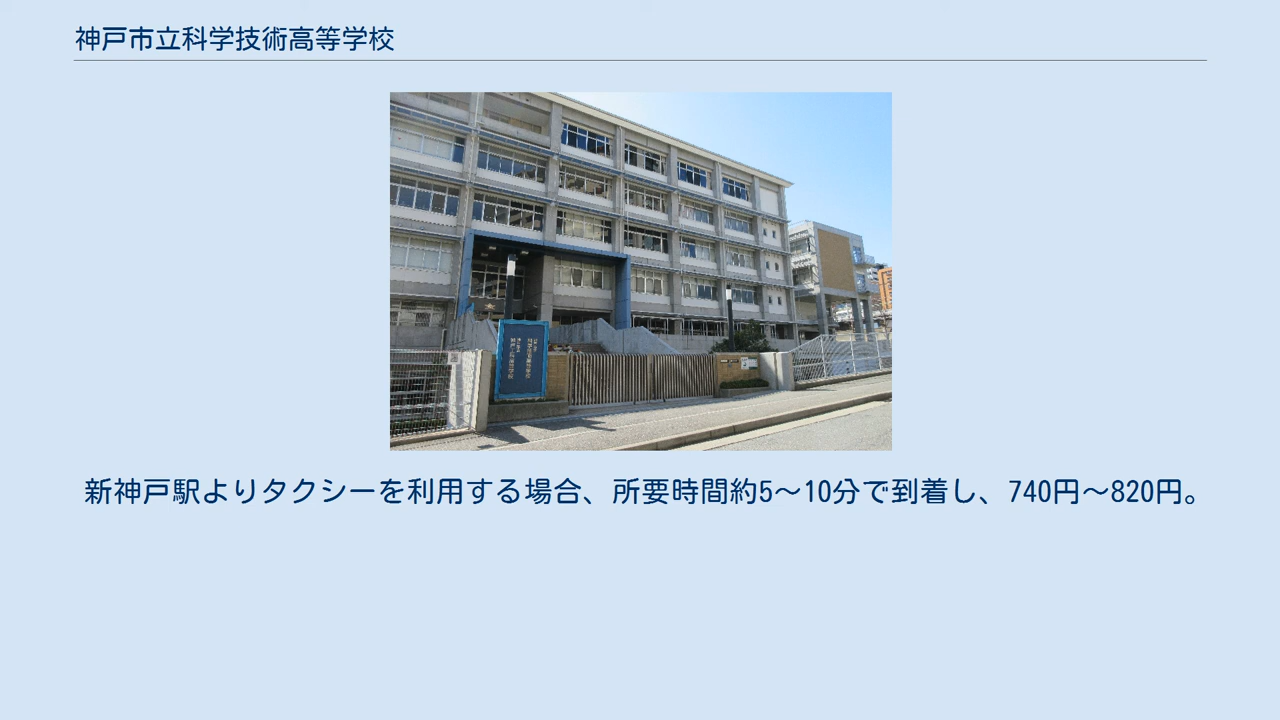 神戸市立科学技術高等学校
新神戸駅よりタクシーを利用する場合、所要時間約5～10分で到着し、740円～820円。